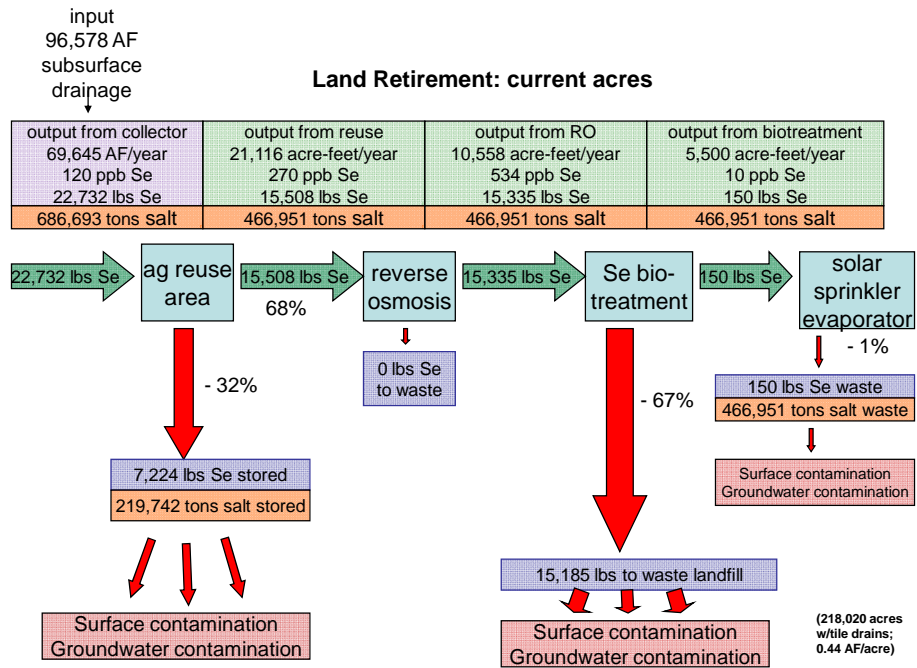 input
96,578 AF
subsurface
drainage
Land Retirement: current acres
output from collector
69,645 AF/year
120 ppb Se
22,732 lbs Se
686,693 tons salt
output from reuse
21,116 acre-feet/year
270 ppb Se
15,508 lbs Se
466,951 tons salt
output from RO
10,558 acre-feet/year
534 ppb Se
15,335 lbs Se
466,951 tons salt
output from biotreatment
5,500 acre-feet/year
10 ppb Se
150 lbs Se
466,951 tons salt
22,732 lbs Se
ag reuse
area
15,508 lbs Se
68%
reverse
osmosis
15,335 lbs Se
Se bio-
treatment
150 lbs Se
solar
sprinkler
evaporator
- 32%
0 lbs Se
to waste
- 67%
- 1%
150 lbs Se waste
466,951 tons salt waste
Surface contamination
Groundwater contamination
7,224 lbs Se stored
219,742 tons salt stored
Surface contamination
Groundwater contamination
15,185 lbs to waste landfill
Surface contamination
Groundwater contamination
(218,020 acres
w/tile drains;
0.44 AF/acre)